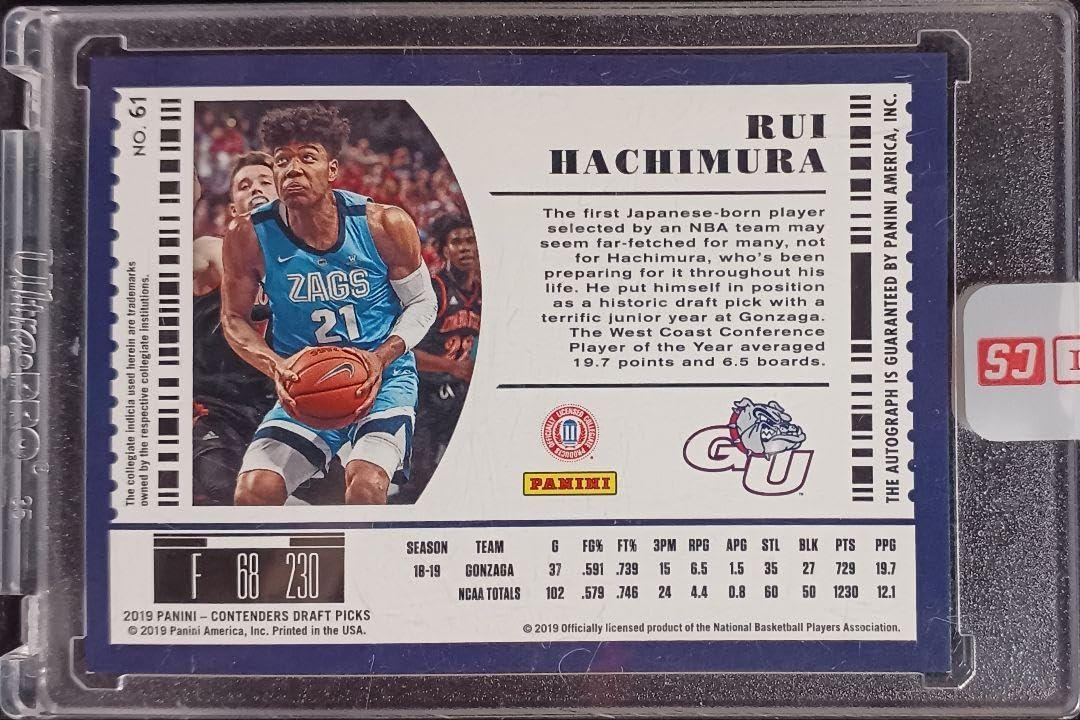 NO. 61
RUI
HACHIMURA
The first Japanese-born player
selected by an NBA team may
seem far-fetched for many, not
for Hachimura, who's been
preparing for it throughout his
life. He put himself in position
as a historic draft pick with a
terrific junior year at Gonzaga.
The West Coast Conference
Player of the Year averaged
19.7 points and 6.5 boards.
ZAGS
21
The collegiate indicia used herein are trademarks
owned by the respective collegiate institutions.
OFFICIALLY LICENSED COLLEGIATE PRODUCTS
PANINI
GU
THE AUTOGRAPH IS GUARANTEED BY PANINI AMERICA, INC.
F 68 230
SEASON TEAM G FG% FT% 3PM RPG APG STL BLK PTS PPG
18-19 GONZAGA 37 .591 .739 15 6.5 1.5 35 27 729 19.7
NCAA TOTALS 102 .579 .746 24 4.4 0.8 60 50 1230 12.1
2019 PANINI – CONTENDERS DRAFT PICKS
© 2019 Panini America, Inc. Printed in the USA.
© 2019 Officially licensed product of the National Basketball Players Association.
Ultra PRO
35